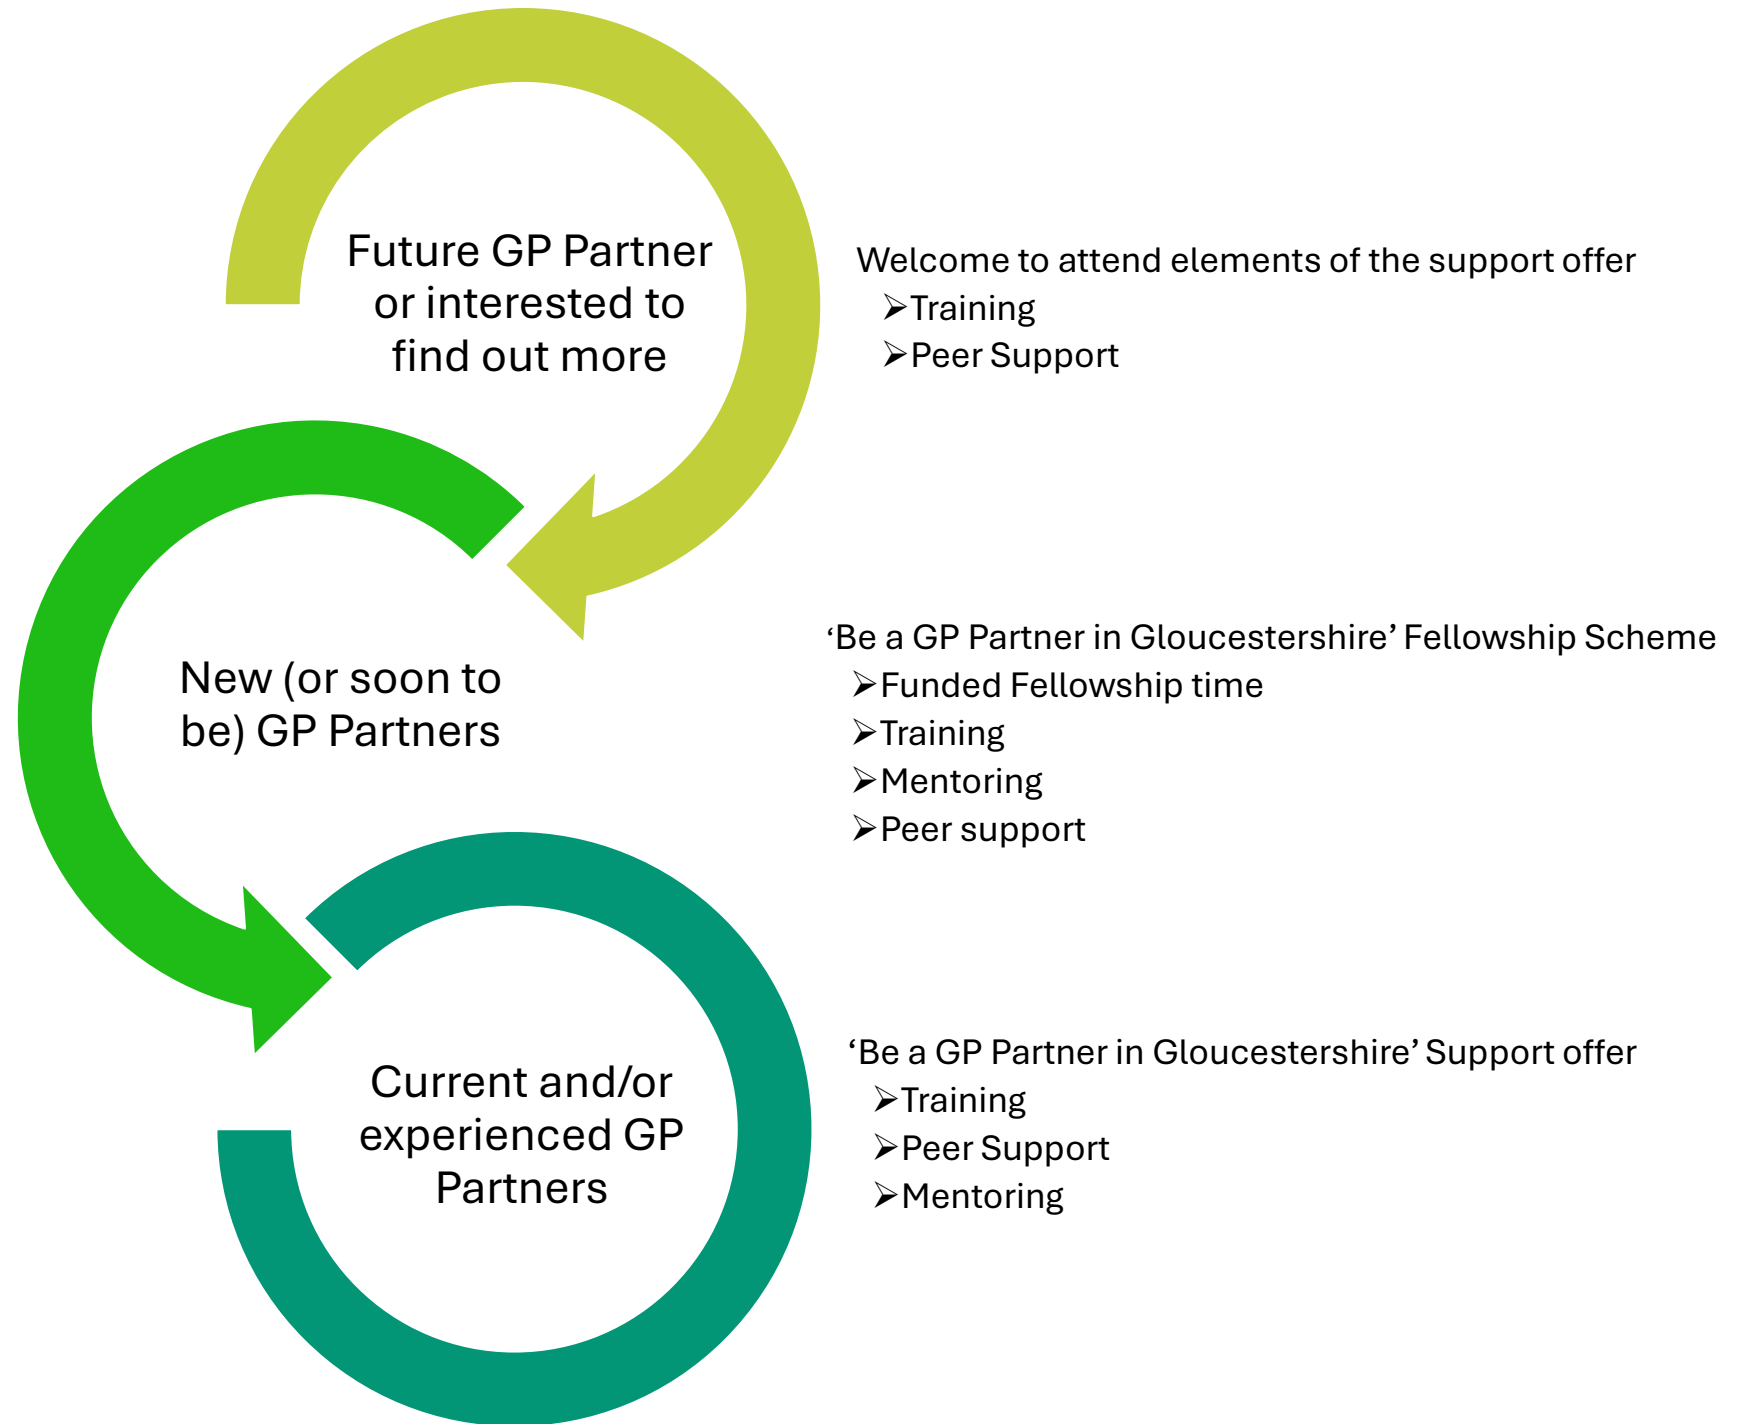 Future GP Partner
or interested to
find out more
Welcome to attend elements of the support offer
➢Training
➢Peer Support
New (or soon to
be) GP Partners
‘Be a GP Partner in Gloucestershire’ Fellowship Scheme
➢Funded Fellowship time
➢Training
➢Mentoring
➢Peer support
Current and/or
experienced GP
Partners
‘Be a GP Partner in Gloucestershire’ Support offer
➢Training
➢Peer Support
➢Mentoring